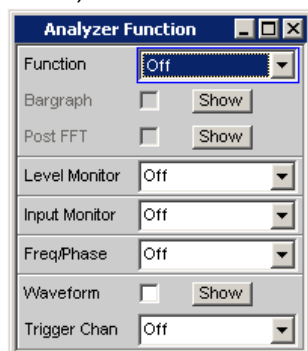 Analyzer Function
Function Off
Bargraph Show
Post FFT Show
Level Monitor Off
Input Monitor Off
Freq/Phase Off
Waveform Show
Trigger Chan Off